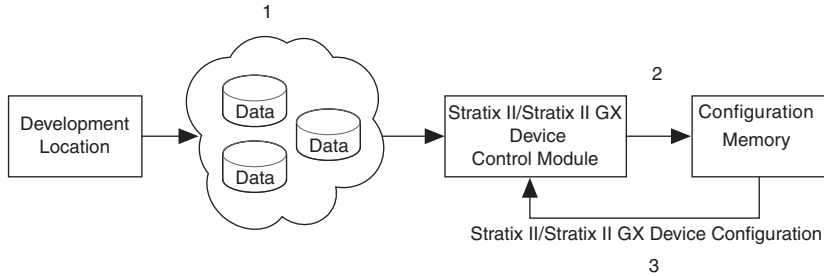 1
Development
Location
Data
Data
Data
Stratix II/Stratix II GX
Device
Control Module
2
Configuration
Memory
Stratix II/Stratix II GX Device Configuration
3